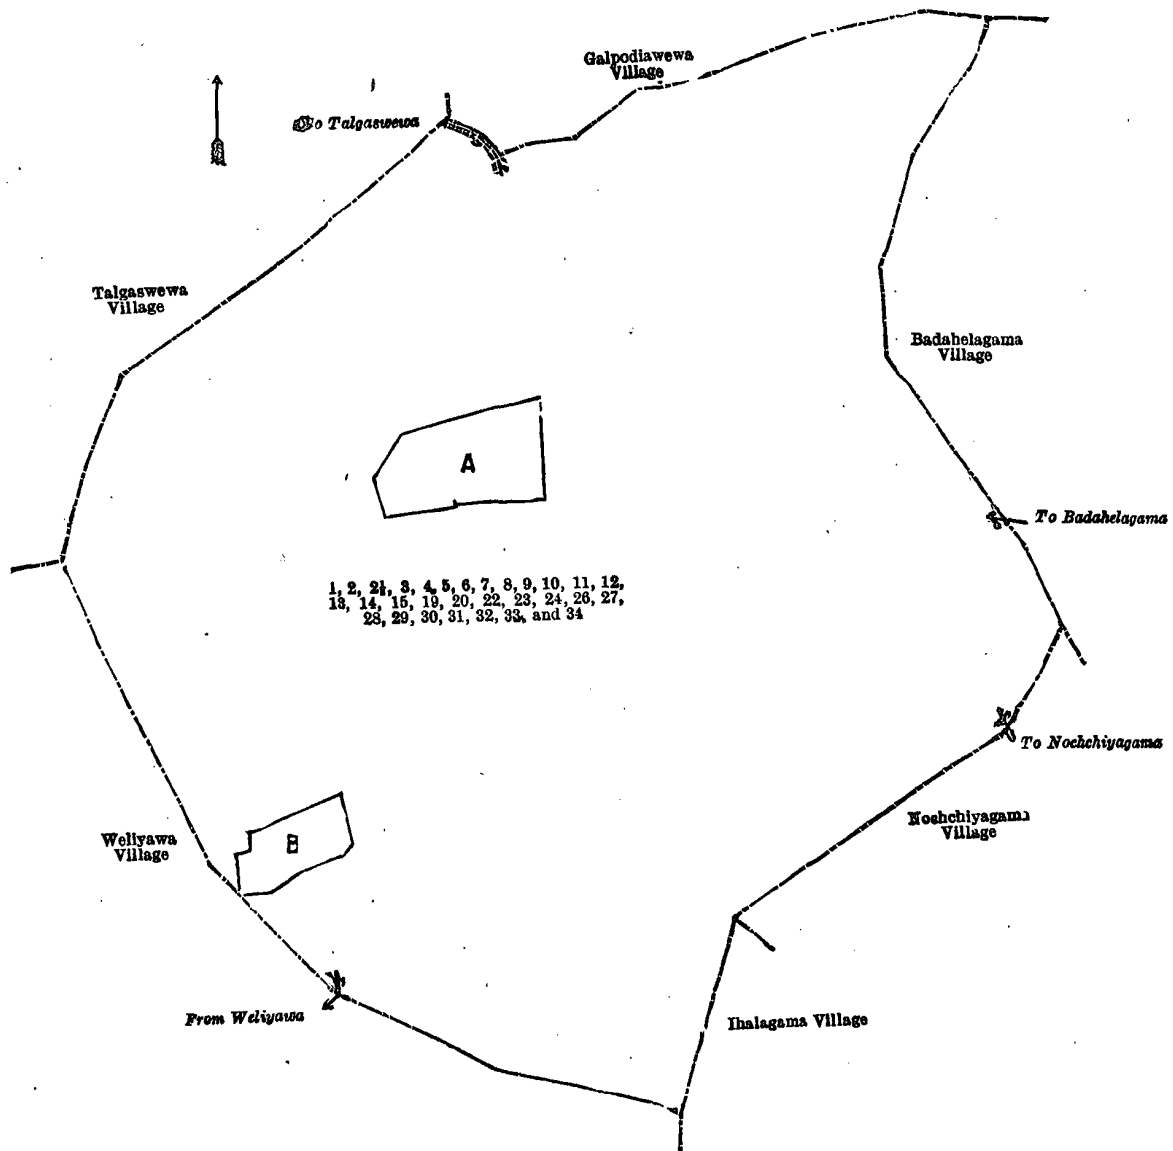 Galpodiawewa
Village
To Talgaswewa
Talgaswewa
Village
Badahelagama
Village
A
To Badahelagama
1, 2, 2½, 3, 4, 5, 6, 7, 8, 9, 10, 11, 12,
13, 14, 15, 19, 20, 22, 23, 24, 26, 27,
28, 29, 30, 31, 32, 33, and 34
To Nochchiyagama
Nochchiyagama
Village
Weliyawa
Village
B
From Weliyawa
Ihalagama Village